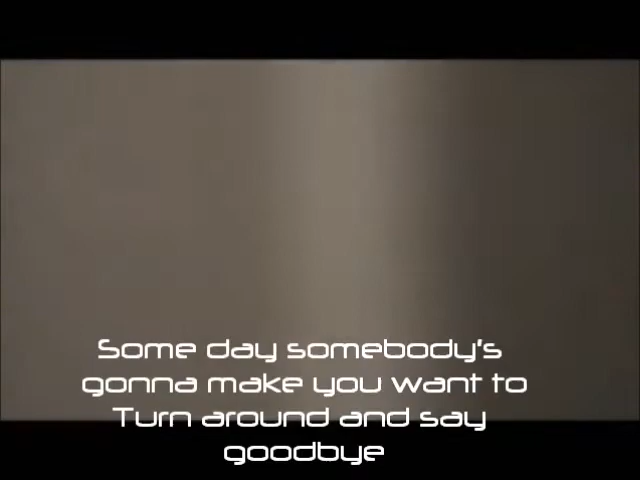 Some day somebody's
gonna make you want to
Turn around and say
goodbye